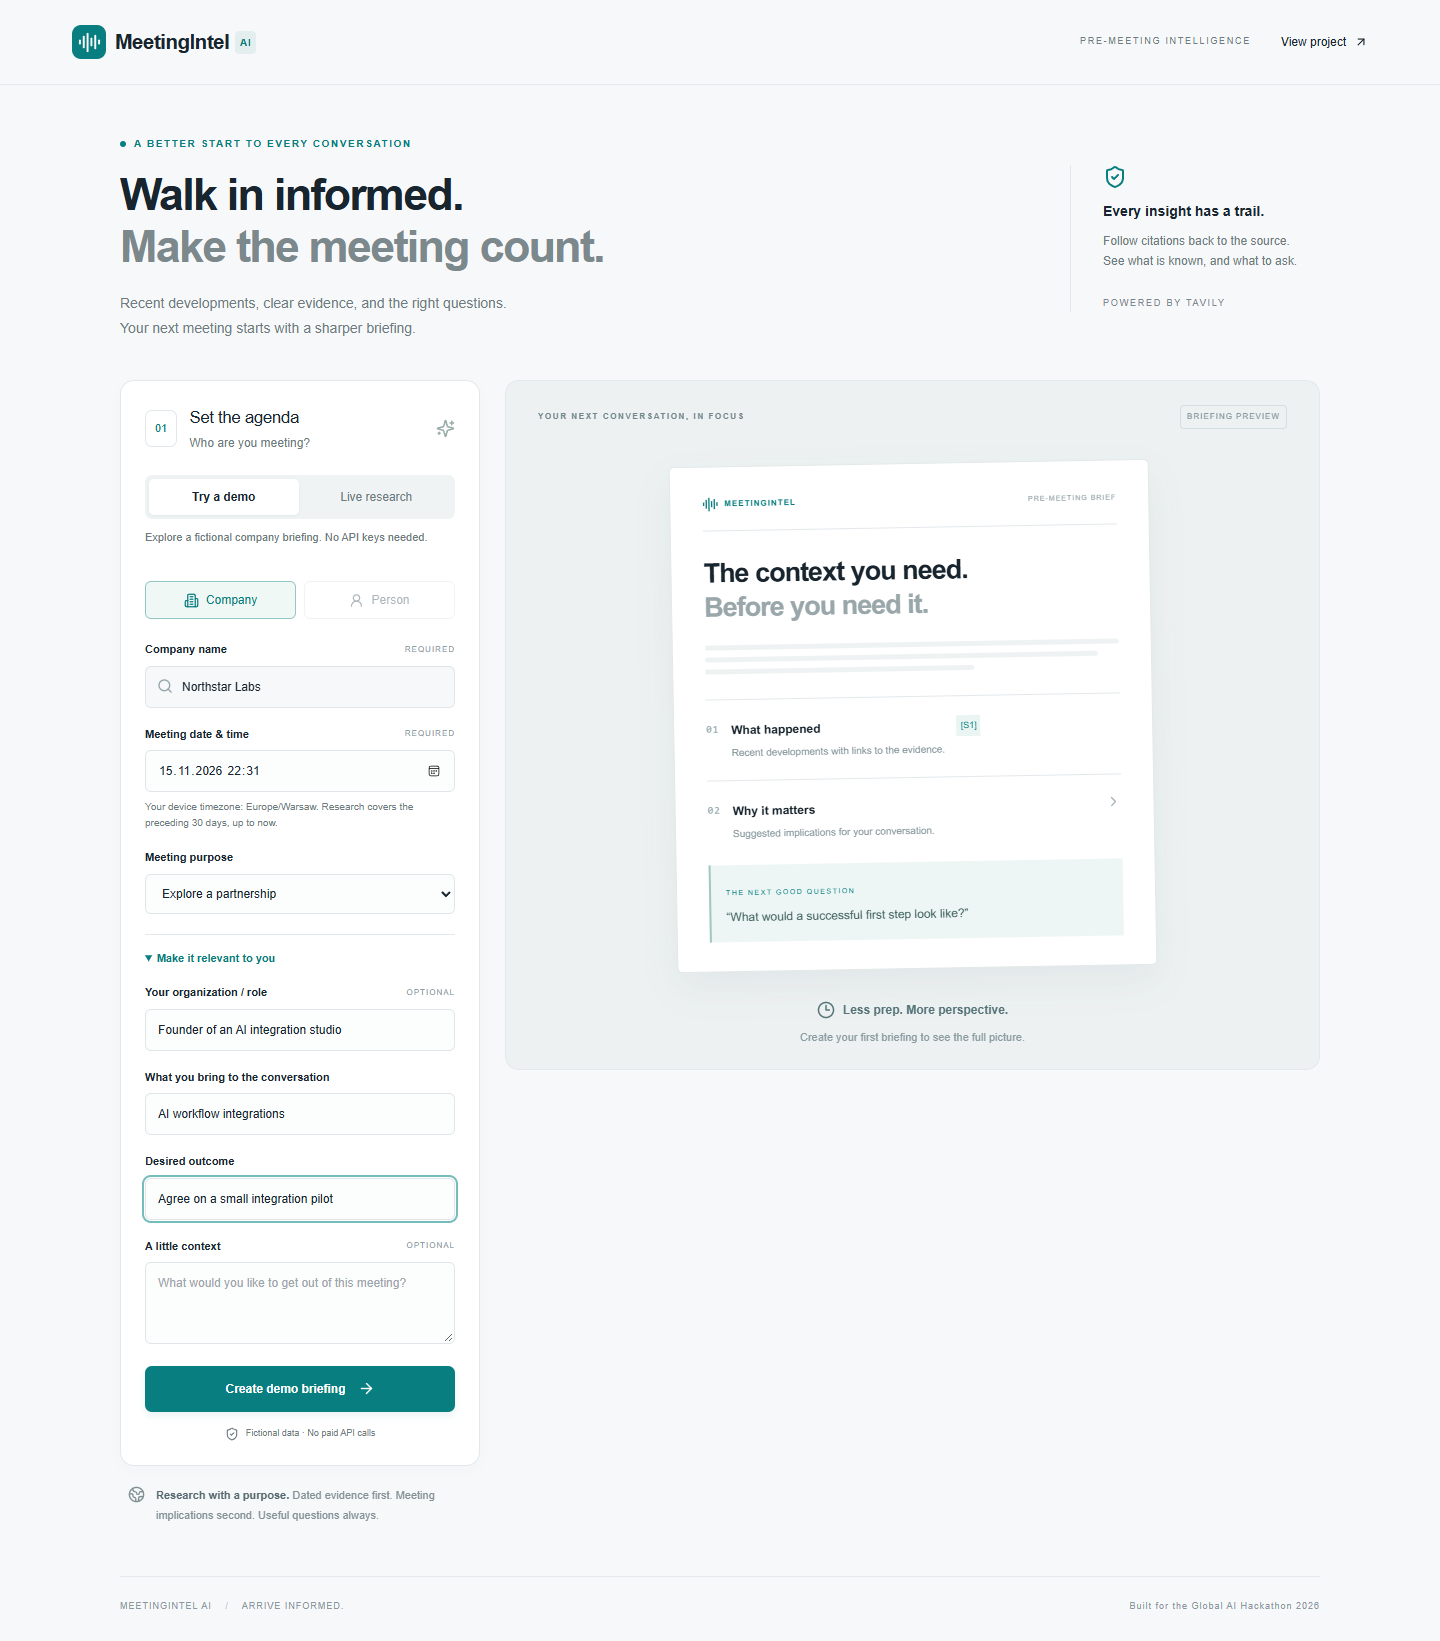 MeetingIntel AI
PRE-MEETING INTELLIGENCE
View project
A BETTER START TO EVERY CONVERSATION
Walk in informed.
Make the meeting count.
Recent developments, clear evidence, and the right questions.
Your next meeting starts with a sharper briefing.
Every insight has a trail.
Follow citations back to the source.
See what is known, and what to ask.
POWERED BY TAVILY
01
Set the agenda
Who are you meeting?
Try a demo
Live research
Explore a fictional company briefing. No API keys needed.
Company
Person
Company name
REQUIRED
Northstar Labs
Meeting date & time
REQUIRED
15.11.2026 22:31
Your device timezone: Europe/Warsaw. Research covers the
preceding 30 days, up to now.
Meeting purpose
Explore a partnership
Make it relevant to you
Your organization / role
OPTIONAL
Founder of an AI integration studio
What you bring to the conversation
AI workflow integrations
Desired outcome
Agree on a small integration pilot
A little context
OPTIONAL
What would you like to get out of this meeting?
Create demo briefing
Fictional data · No paid API calls
Research with a purpose. Dated evidence first. Meeting
implications second. Useful questions always.
YOUR NEXT CONVERSATION, IN FOCUS
BRIEFING PREVIEW
MEETINGINTEL
PRE-MEETING BRIEF
The context you need.
Before you need it.
01
What happened
[S1]
Recent developments with links to the evidence.
02
Why it matters
Suggested implications for your conversation.
THE NEXT GOOD QUESTION
“What would a successful first step look like?”
Less prep. More perspective.
Create your first briefing to see the full picture.
MEETINGINTEL AI / ARRIVE INFORMED.
Built for the Global AI Hackathon 2026